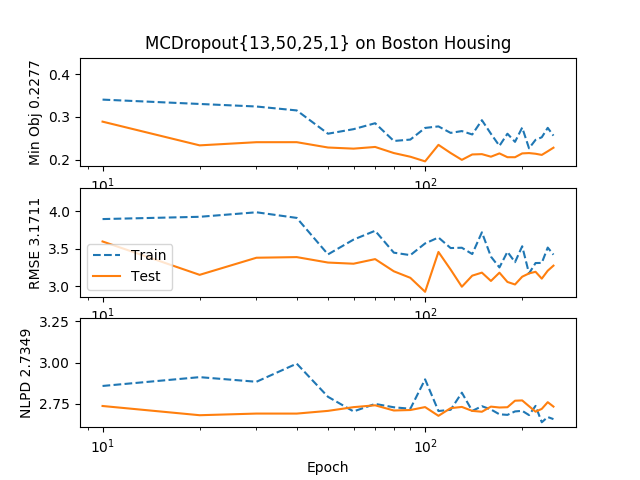 MCDropout{13,50,25,1} on Boston Housing
Min Obj 0.2277
0.4
0.3
0.2
10¹
10²
RMSE 3.1711
4.0
3.5
3.0
Train
Test
10¹
10²
NLPD 2.7349
3.25
3.00
2.75
10¹
10²
Epoch